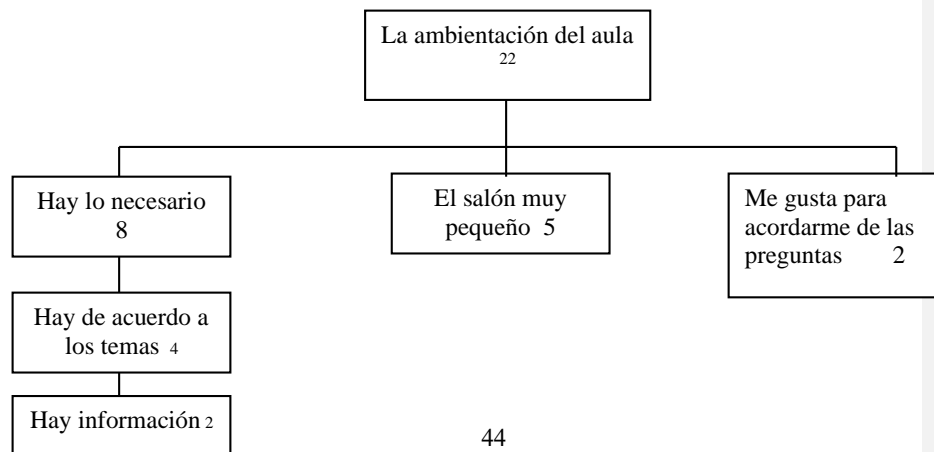 La ambientación del aula
22
Hay lo necesario
8
El salón muy
pequeño 5
Me gusta para
acordarme de las
preguntas 2
Hay de acuerdo a
los temas 4
Hay información 2
44